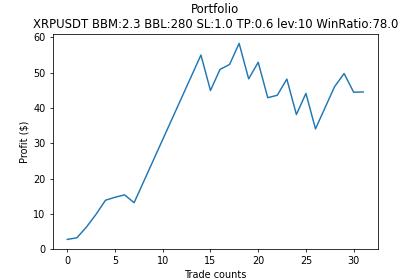 Portfolio
XRPUSDT BBM:2.3 BBL:280 SL:1.0 TP:0.6 lev:10 WinRatio:78.0
60
50
40
30
20
10
0
Profit ($)
0 5 10 15 20 25 30
Trade counts